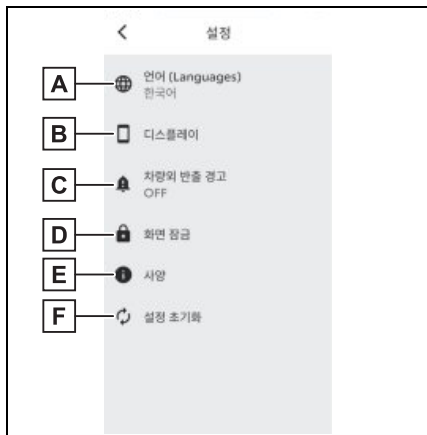 설정
A 언어 (Languages)
한국어
B 디스플레이
C 차량외 반출 경고
OFF
D 화면 잠금
E 사양
F 설정 초기화